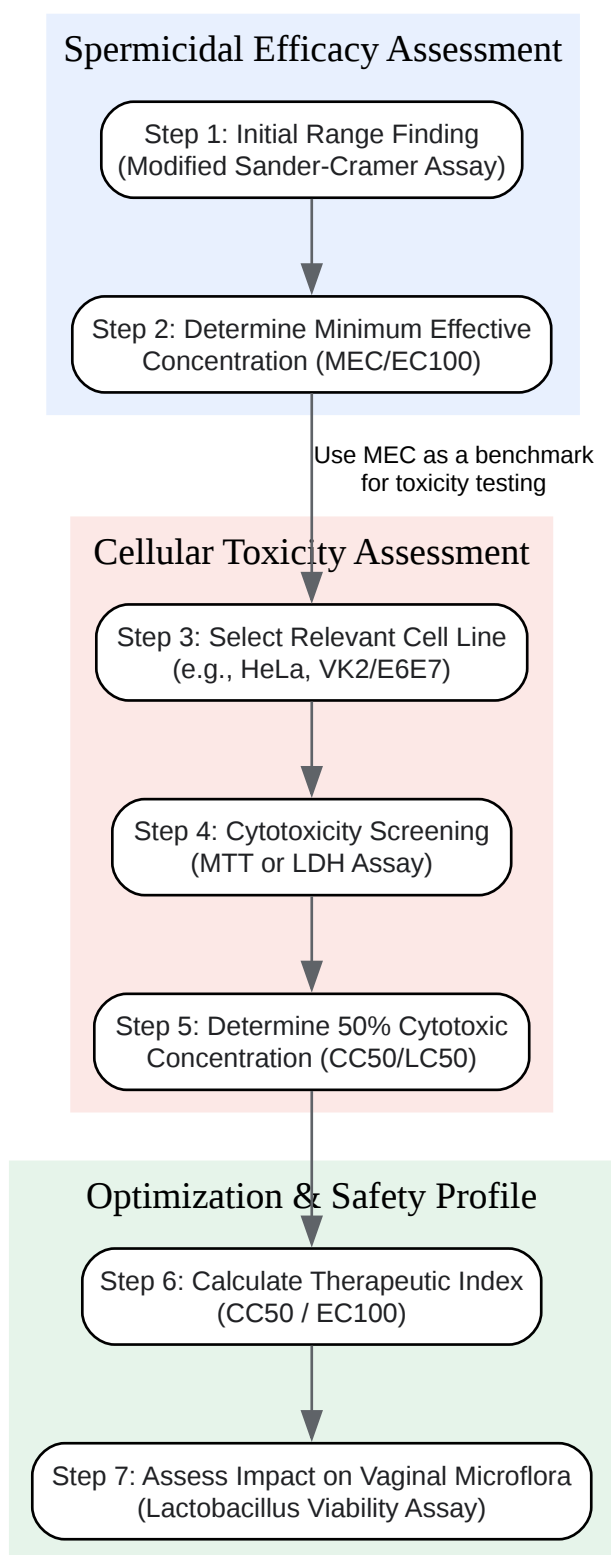 Spermicidal Efficacy Assessment
Step 1: Initial Range Finding
(Modified Sander-Cramer Assay)
Step 2: Determine Minimum Effective
Concentration (MEC/EC100)
Use MEC as a benchmark
for toxicity testing
Cellular Toxicity Assessment
Step 3: Select Relevant Cell Line
(e.g., HeLa, VK2/E6E7)
Step 4: Cytotoxicity Screening
(MTT or LDH Assay)
Step 5: Determine 50% Cytotoxic
Concentration (CC50/LC50)
Optimization & Safety Profile
Step 6: Calculate Therapeutic Index
(CC50 / EC100)
Step 7: Assess Impact on Vaginal Microflora
(Lactobacillus Viability Assay)